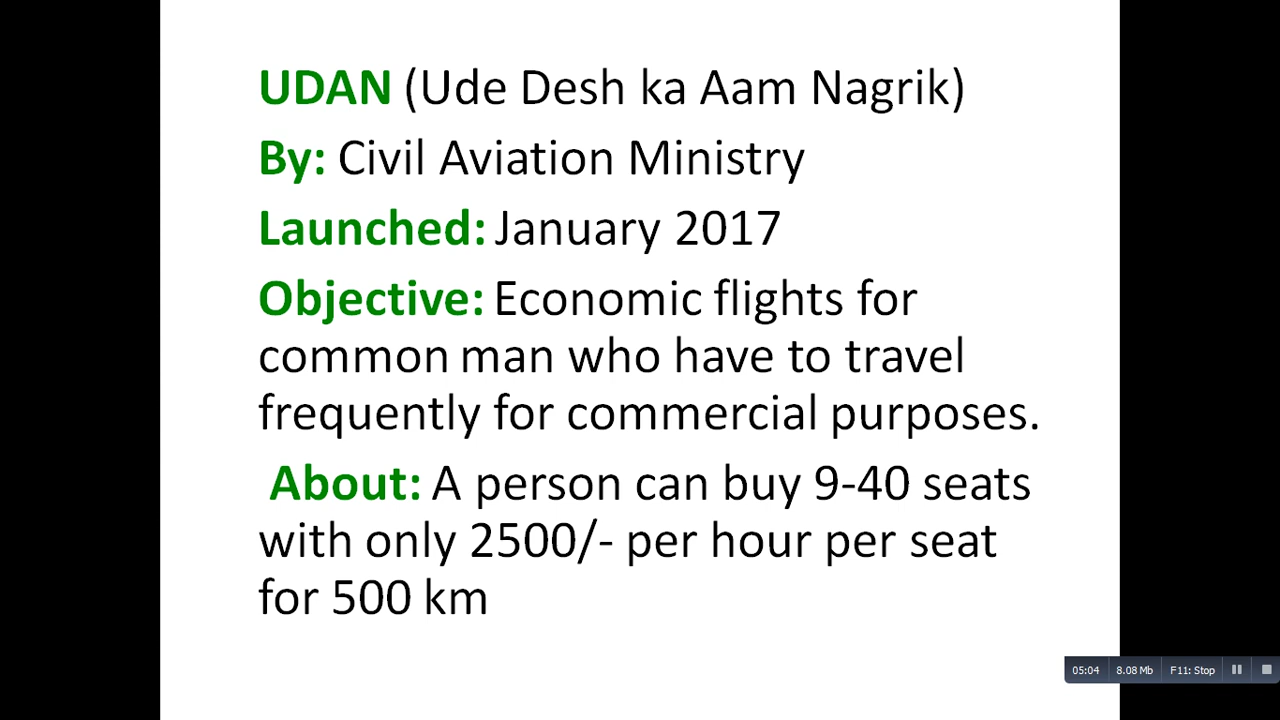 UDAN (Ude Desh ka Aam Nagrik)
By: Civil Aviation Ministry
Launched: January 2017
Objective: Economic flights for
common man who have to travel
frequently for commercial purposes.
About: A person can buy 9-40 seats
with only 2500/- per hour per seat
for 500 km
05:04 8.08 Mb F11: Stop